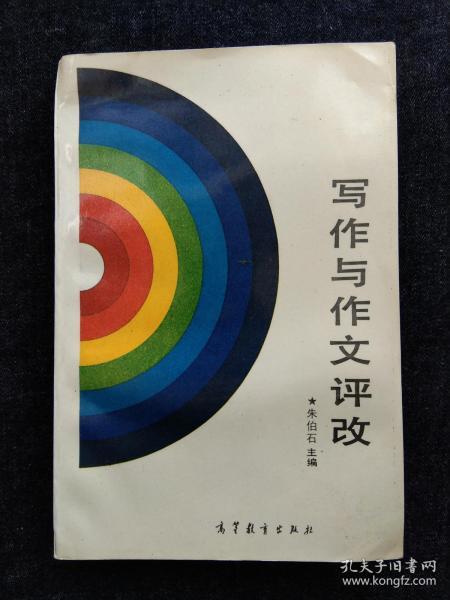 写作与作文评改
★朱伯石 主编
高等教育出版社
孔夫子旧书网
www.kongfz.com